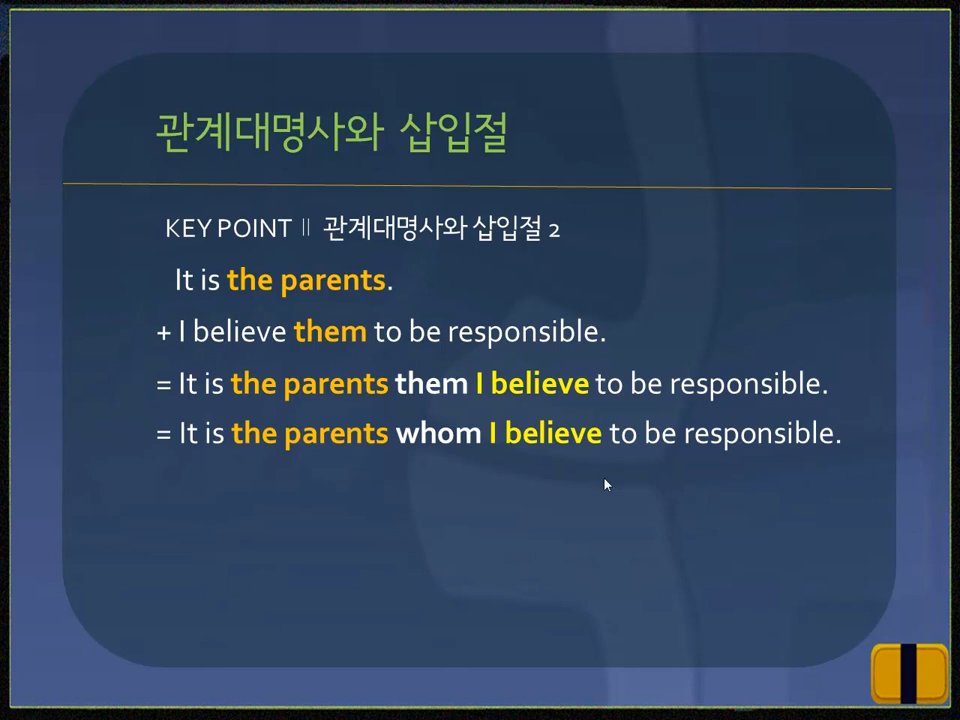 관계대명사와 삽입절
KEY POINT Ⅱ 관계대명사와 삽입절 2
It is the parents.
+ I believe them to be responsible.
= It is the parents them I believe to be responsible.
= It is the parents whom I believe to be responsible.